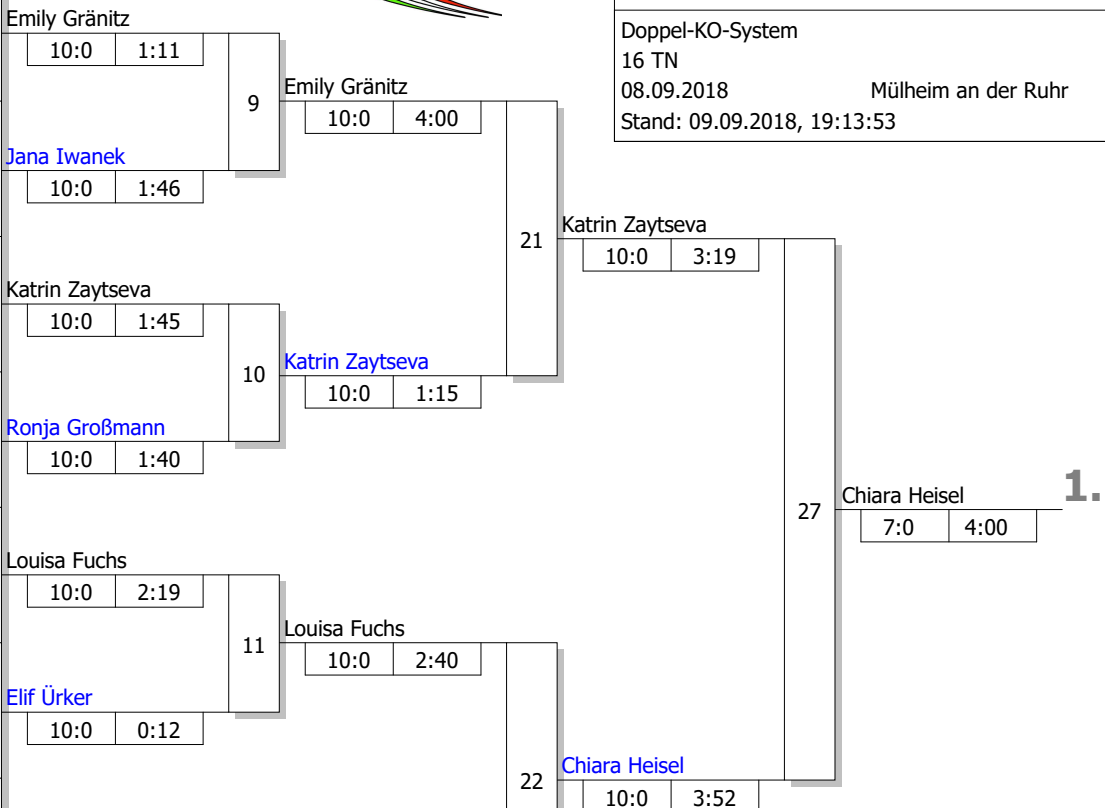 Emily Gränitz
10:0 1:11
9
Jana Iwanek
10:0 1:46
Katrin Zaytseva
10:0 1:45
10
Ronja Großmann
10:0 1:40
Louisa Fuchs
10:0 2:19
11
Elif Ürker
10:0 0:12
Emily Gränitz
10:0 4:00
21
Katrin Zaytseva
10:0 1:15
Louisa Fuchs
10:0 2:40
22
Katrin Zaytseva
10:0 3:19
27
Chiara Heisel
10:0 3:52
Chiara Heisel
7:0 4:00
1.
Doppel-KO-System
16 TN
08.09.2018 Mülheim an der Ruhr
Stand: 09.09.2018, 19:13:53